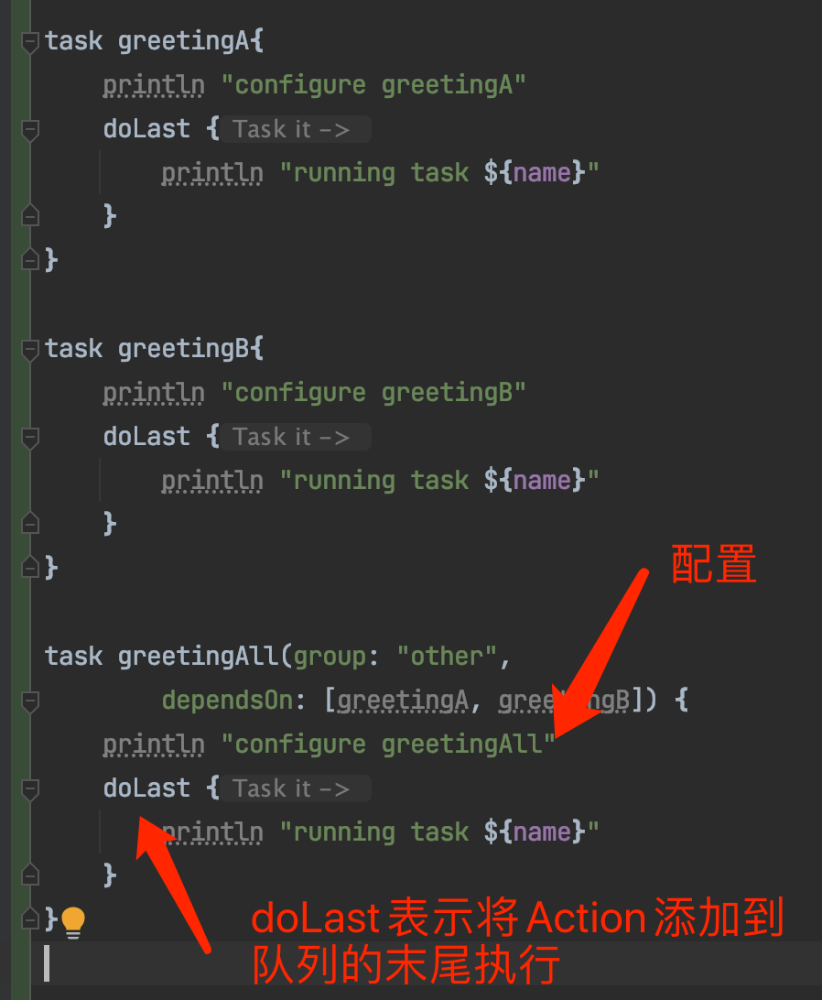 task greetingA{
println "configure greetingA"
doLast { Task it ->
println "running task ${name}"
}
}
task greetingB{
println "configure greetingB"
doLast { Task it ->
println "running task ${name}"
}
}
配置
task greetingAll(group: "other",
dependsOn: [greetingA, greetingB]) {
println "configure greetingAll"
doLast { Task it ->
println "running task ${name}"
}
}
doLast 表示将 Action 添加到
队列的末尾执行